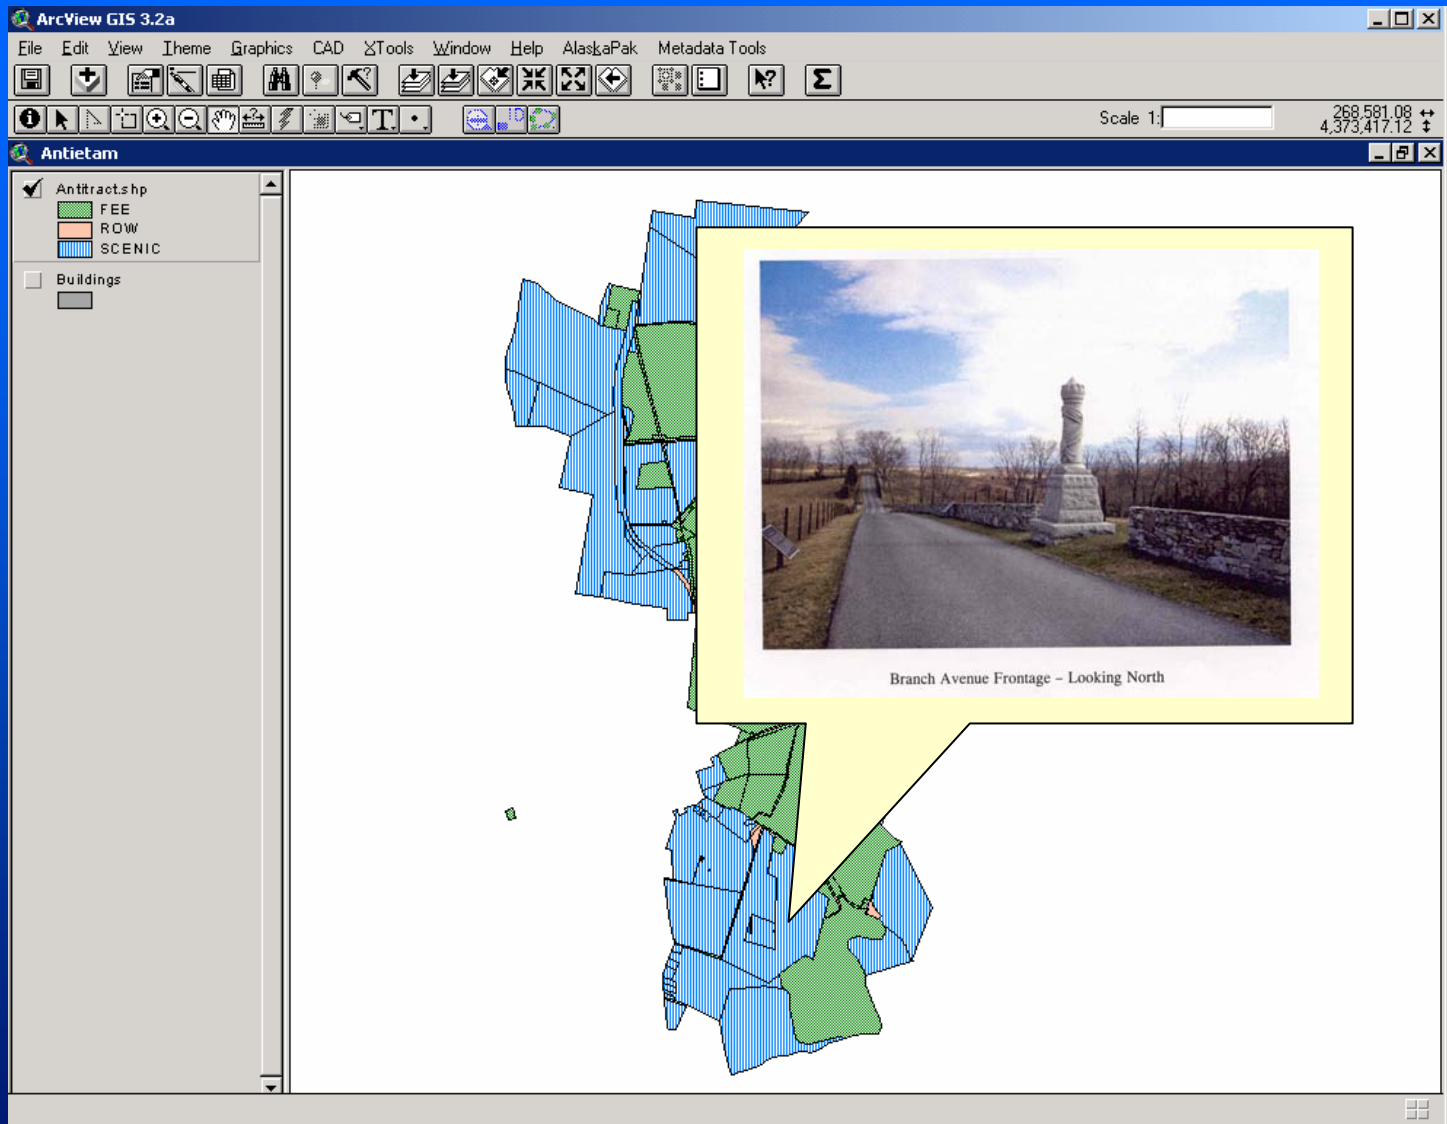 ArcView GIS 3.2a
File Edit View Theme Graphics CAD XTools Window Help AlaskaPak Metadata Tools
Scale 1:
268,581.08
4,373,417.12
Antietam
Antitract.shp
FEE
ROW
SCENIC
Buildings
Branch Avenue Frontage – Looking North